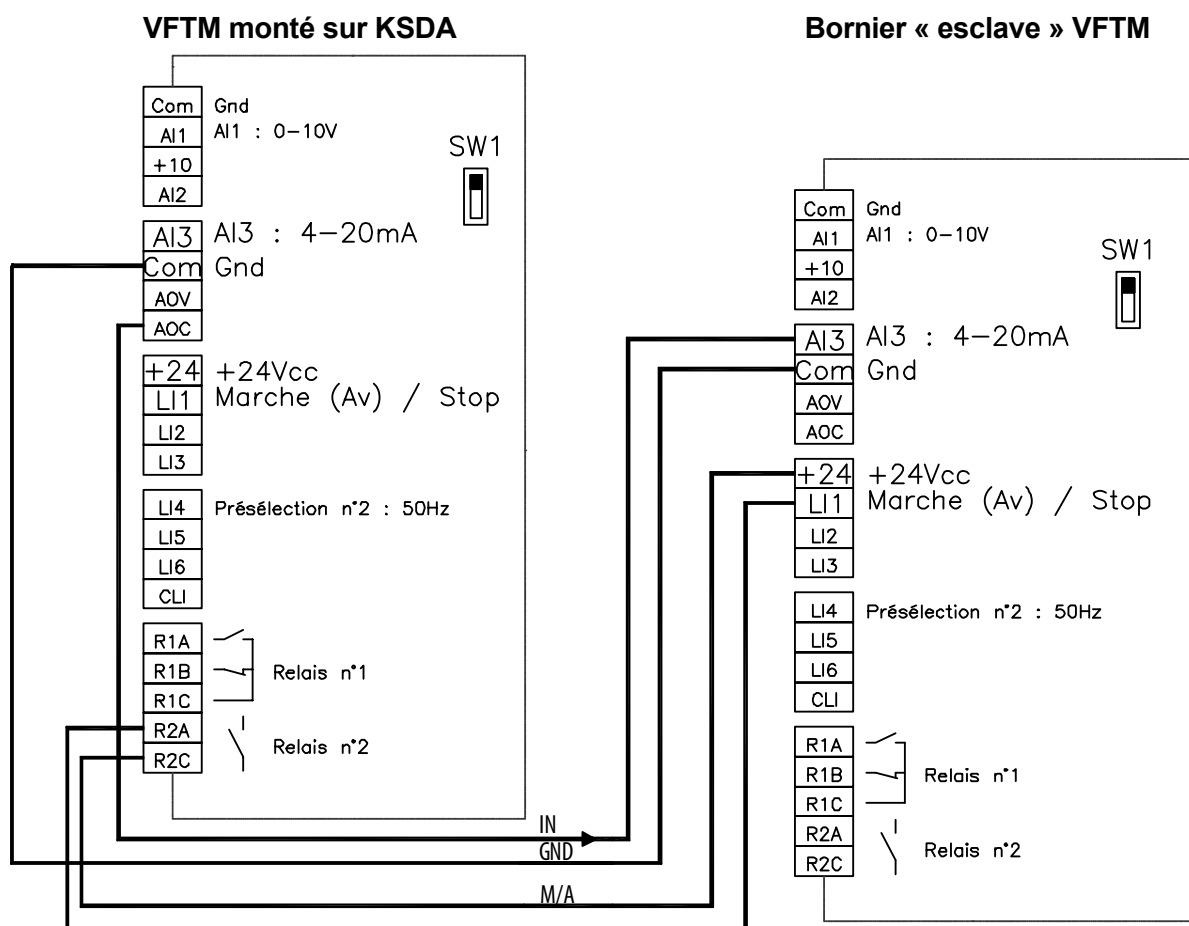 VFTM monté sur KSDA
Com Gnd
AI1 AI1 : 0-10V
+10
AI2
SW1
AI3 AI3 : 4-20mA
Com Gnd
AOV
AOC
+24 +24Vcc
LI1 Marche (Av) / Stop
LI2
LI3
LI4 Présélection n°2 : 50Hz
LI5
LI6
CLI
R1A
R1B Relais n°1
R1C
R2A
R2C Relais n°2
Bornier « esclave » VFTM
Com Gnd
AI1 AI1 : 0-10V
+10
AI2
SW1
AI3 AI3 : 4-20mA
Com Gnd
AOV
AOC
+24 +24Vcc
LI1 Marche (Av) / Stop
LI2
LI3
LI4 Présélection n°2 : 50Hz
LI5
LI6
CLI
R1A
R1B Relais n°1
R1C
R2A
R2C Relais n°2
IN
GND
M/A